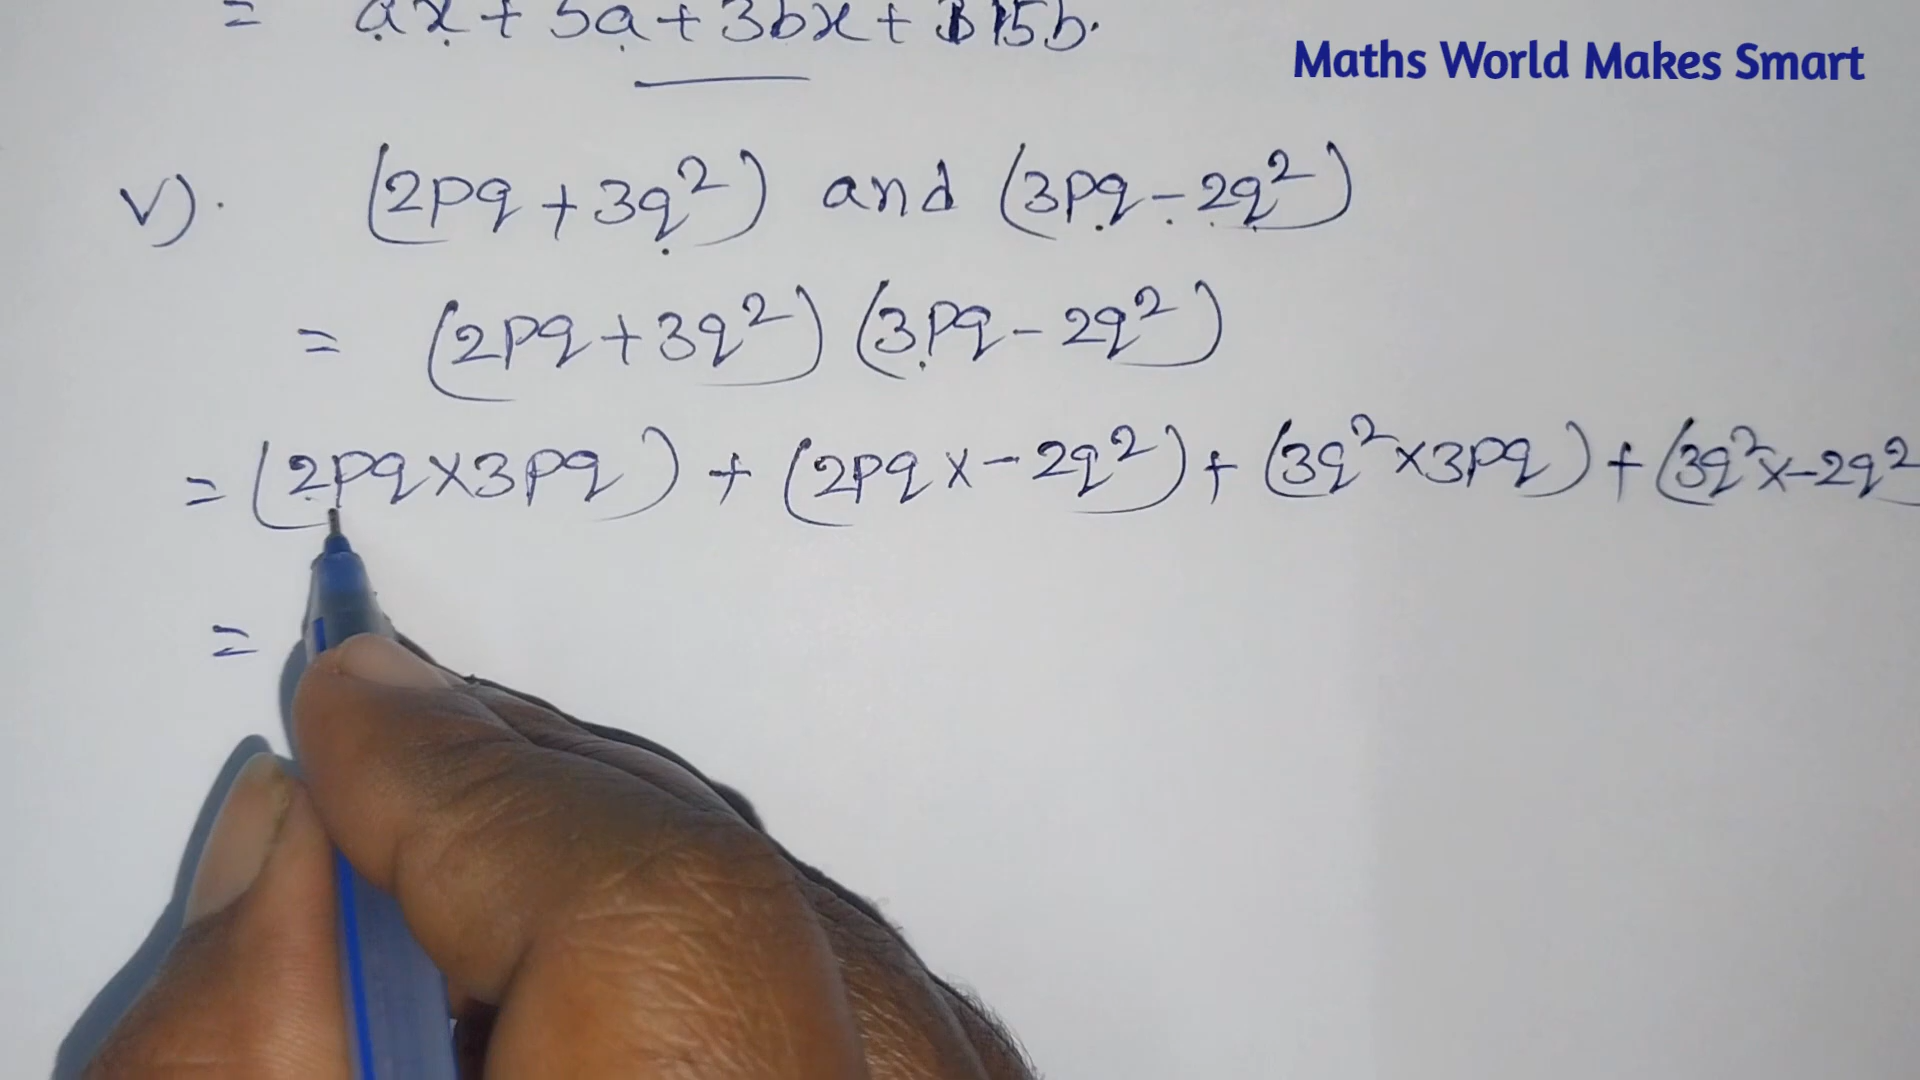 = ax + 5a + 3bx + 15b.
Maths World Makes Smart
v). (2pq + 3q²) and (3pq - 2q²)
= (2pq + 3q²) (3pq - 2q²)
= (2pq × 3pq) + (2pq × -2q²) + (3q² × 3pq) + (3q² × -2q²
=